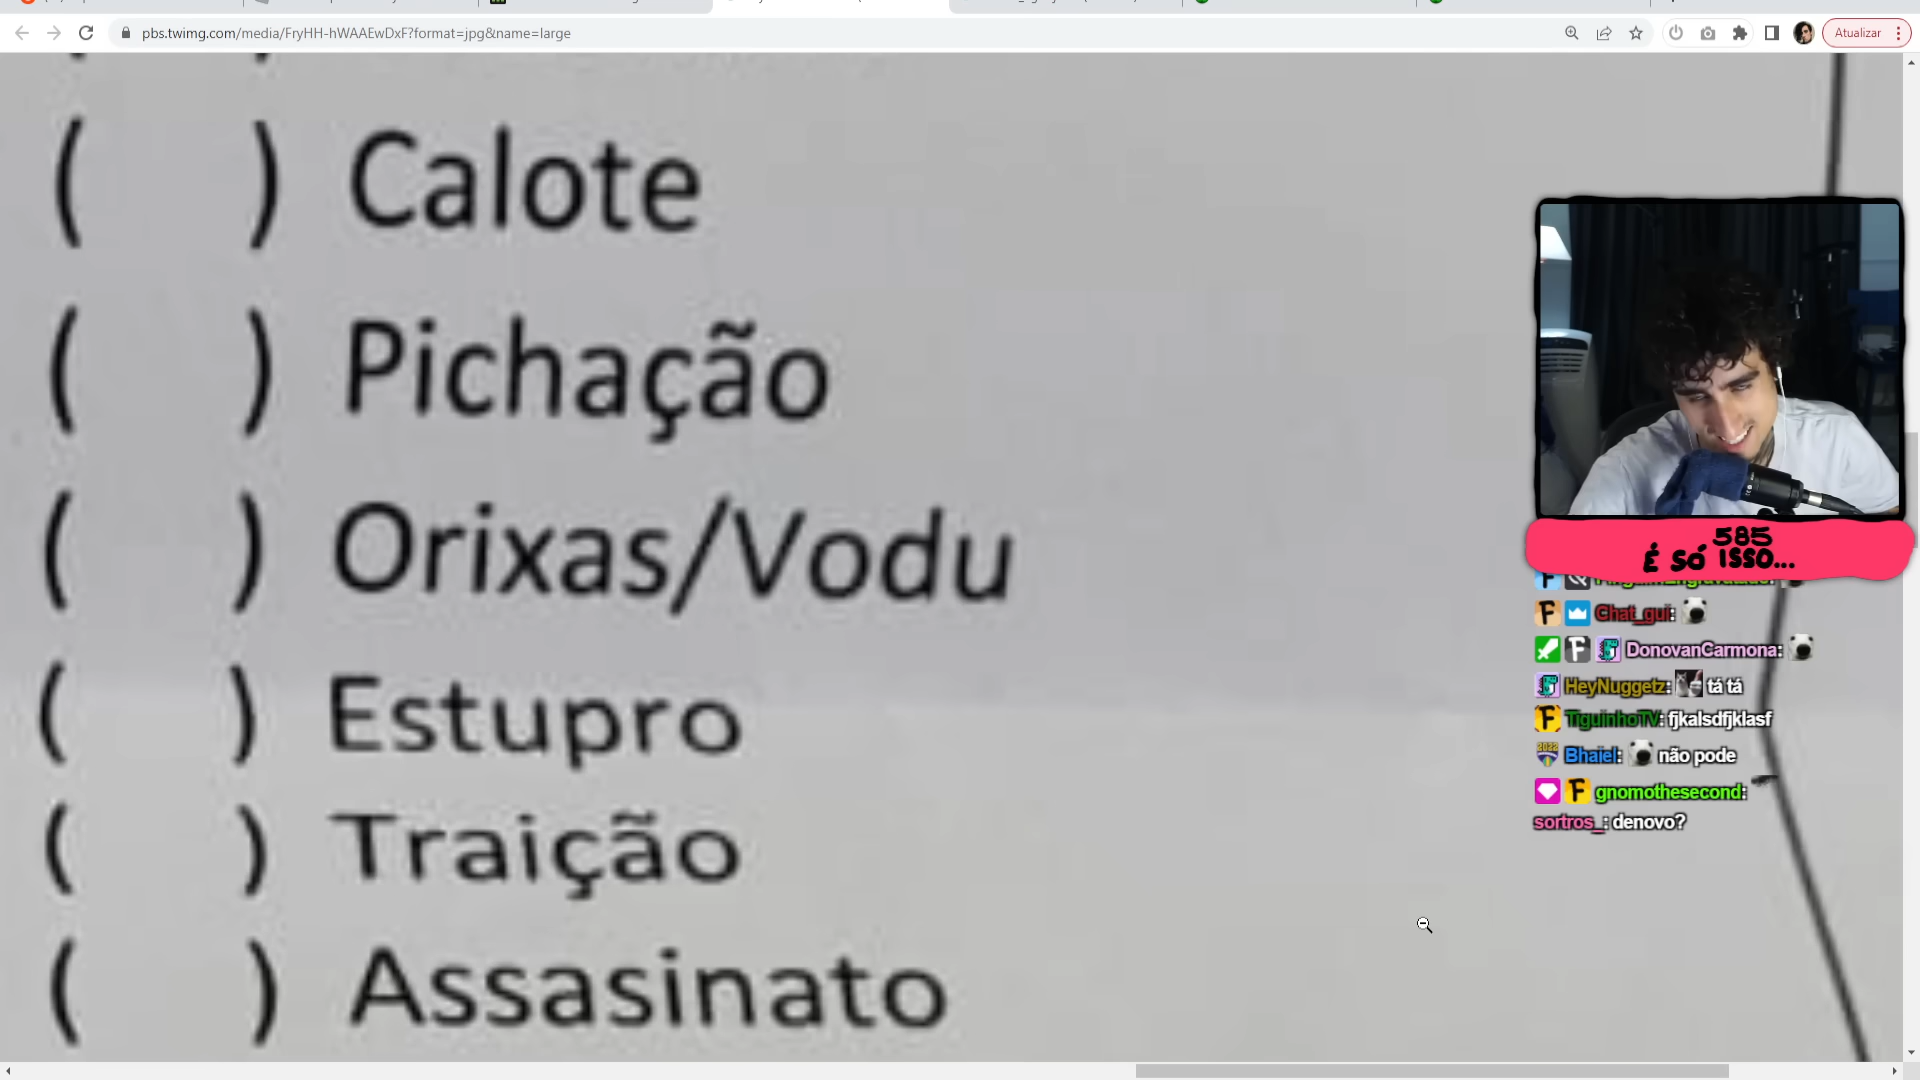 pbs.twimg.com/media/FryHH-hWAAEwDxF?format=jpg&name=large
Atualizar
( ) Calote
( ) Pichação
( ) Orixas/Vodu
( ) Estupro
( ) Traição
( ) Assasinato
585
É SÓ ISSO...
Chat_gui:
DonovanCarmona:
HeyNuggetz: tá tá
TiguinhoTV: fjkalsdfjklasf
Bhaiel: não pode
gnomothesecond:
sortros_: denovo?